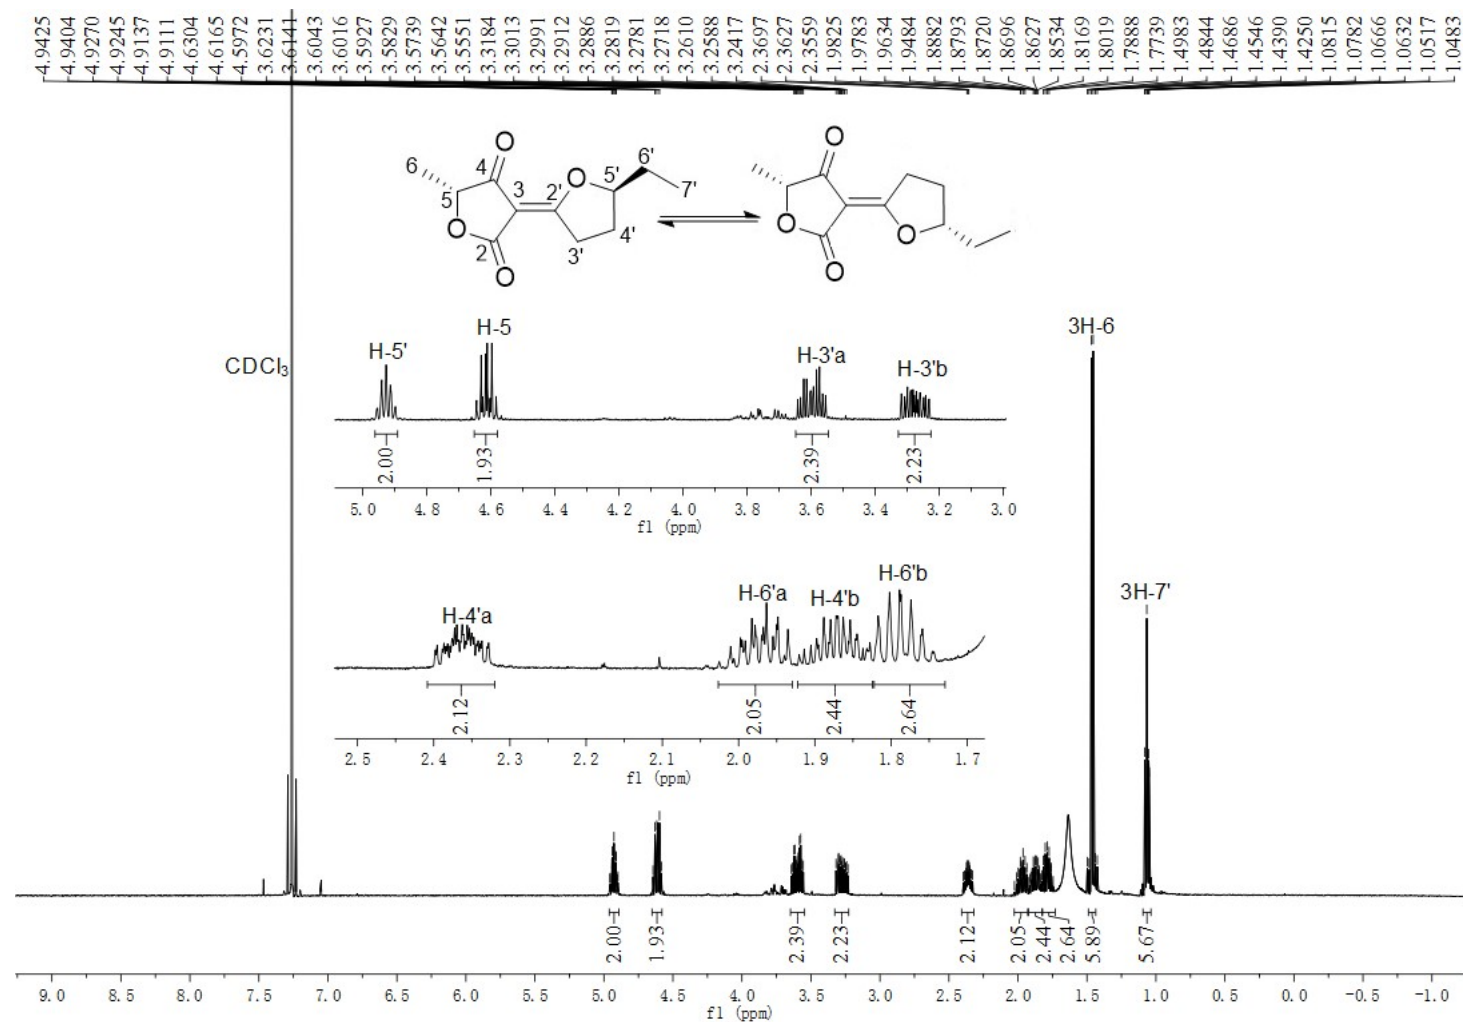 4.9425 4.9404 4.9270 4.9245 4.9137 4.9111 4.6304 4.6165 4.5972 3.6231 3.6141 3.6043 3.6016 3.5927 3.5829 3.5739 3.5642 3.5551 3.3184 3.3013 3.2991 3.2912 3.2886 3.2819 3.2781 3.2718 3.2610 3.2588 3.2417 2.3697 2.3627 2.3559 1.9825 1.9783 1.9634 1.9484 1.8882 1.8793 1.8720 1.8696 1.8627 1.8534 1.8169 1.8019 1.7888 1.7739 1.4983 1.4844 1.4686 1.4546 1.4390 1.4250 1.0815 1.0782 1.0666 1.0632 1.0517 1.0483
O O
6 4 O 6' 5' 7'
5 3 2' O
O 4' O
2 3'
O O
H-5' H-5 H-3'a H-3'b 3H-6
CDCl3
2.00 1.93 2.39 2.23
5.0 4.8 4.6 4.4 4.2 4.0 3.8 3.6 3.4 3.2 3.0
f1 (ppm)
H-4'a H-6'a H-4'b H-6'b 3H-7'
2.12 2.05 2.44 2.64
2.5 2.4 2.3 2.2 2.1 2.0 1.9 1.8 1.7
f1 (ppm)
2.00 1.93 2.39 2.23 2.12 2.05 2.44 2.64 5.89 5.67
9.0 8.5 8.0 7.5 7.0 6.5 6.0 5.5 5.0 4.5 4.0 3.5 3.0 2.5 2.0 1.5 1.0 0.5 0.0 -0.5 -1.0
f1 (ppm)